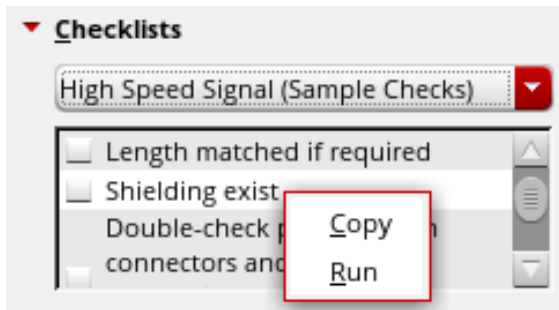 Checklists
High Speed Signal (Sample Checks)
Length matched if required
Shielding exist
Double-check
connectors and
Copy
Run